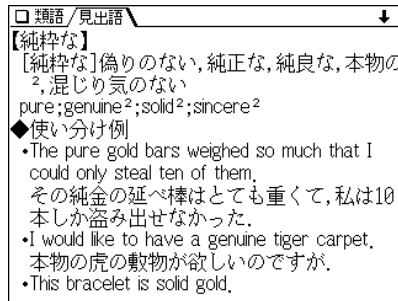 類語/見出語
【純粋な】
[純粋な]偽りのない,純正な,純良な,本物の
²,混じり気のない
pure;genuine²;solid²;sincere²
◆使い分け例
•The pure gold bars weighed so much that I
could only steal ten of them.
その純金の延べ棒はとても重くて,私は10
本しか盗み出せなかった.
•I would like to have a genuine tiger carpet.
本物の虎の敷物が欲しいのですが.
•This bracelet is solid gold.